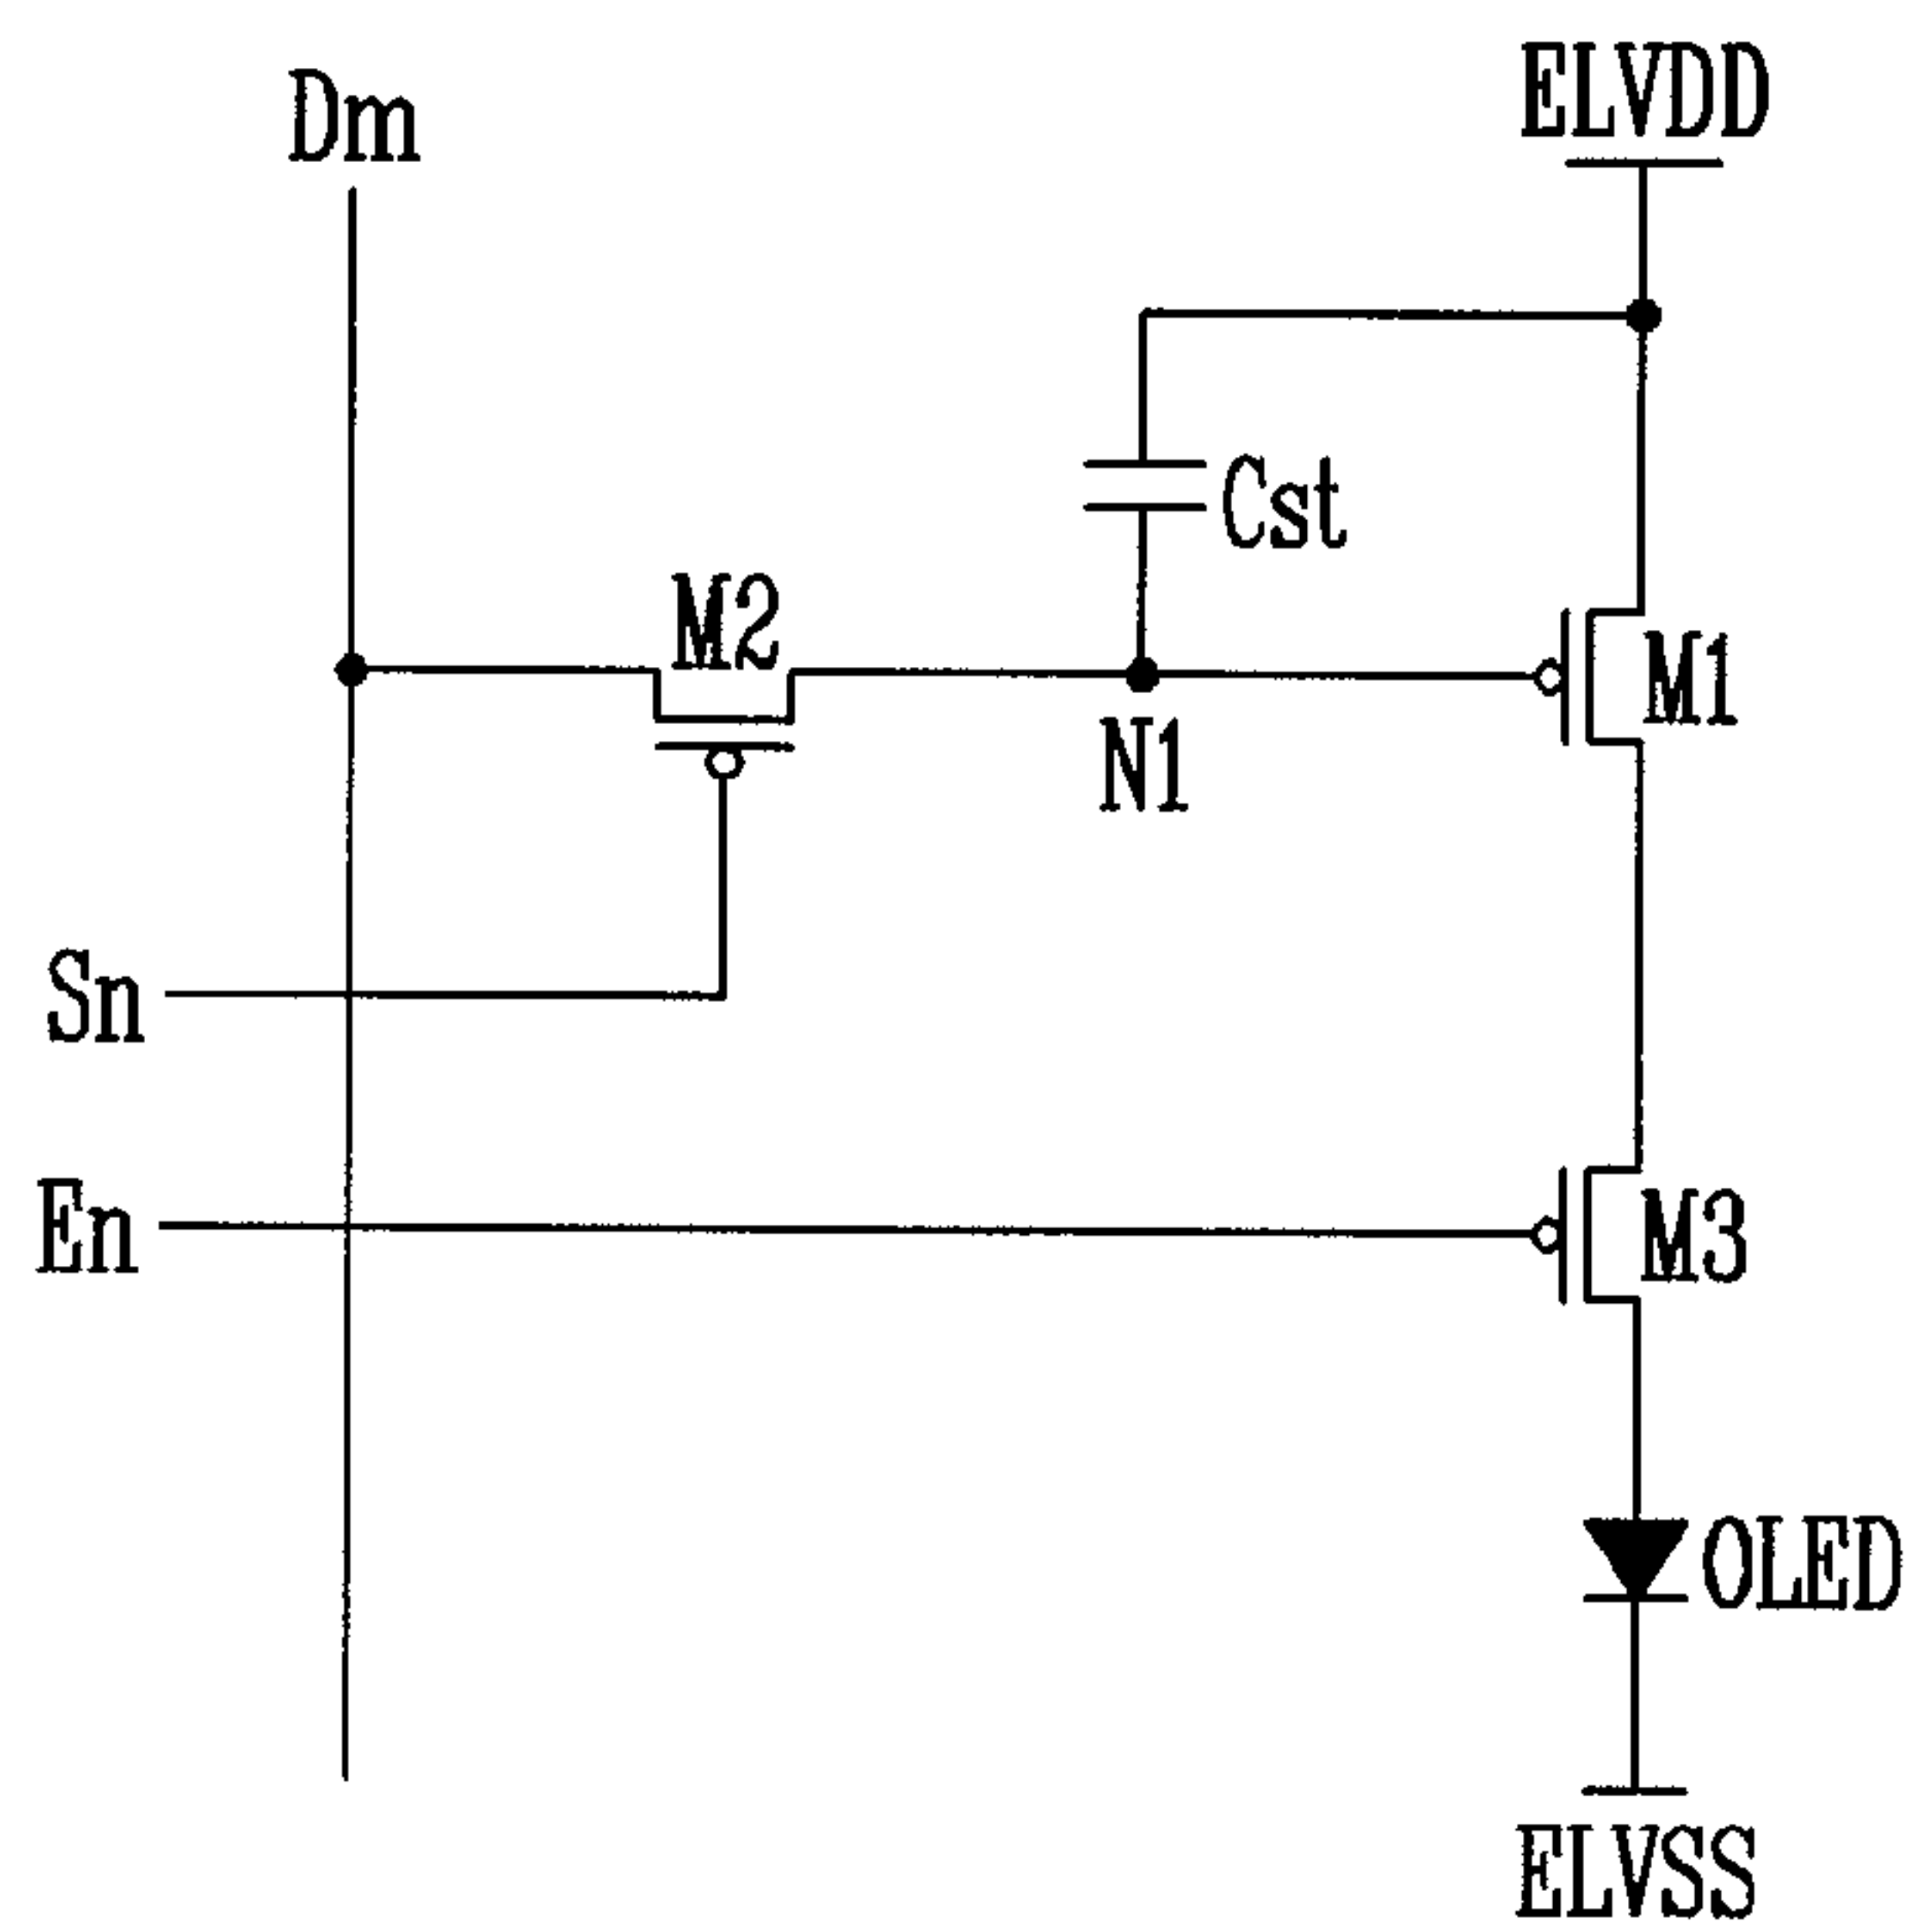 Dm
ELVDD
Cst
M2
M1
N1
Sn
En
M3
OLED
ELVSS